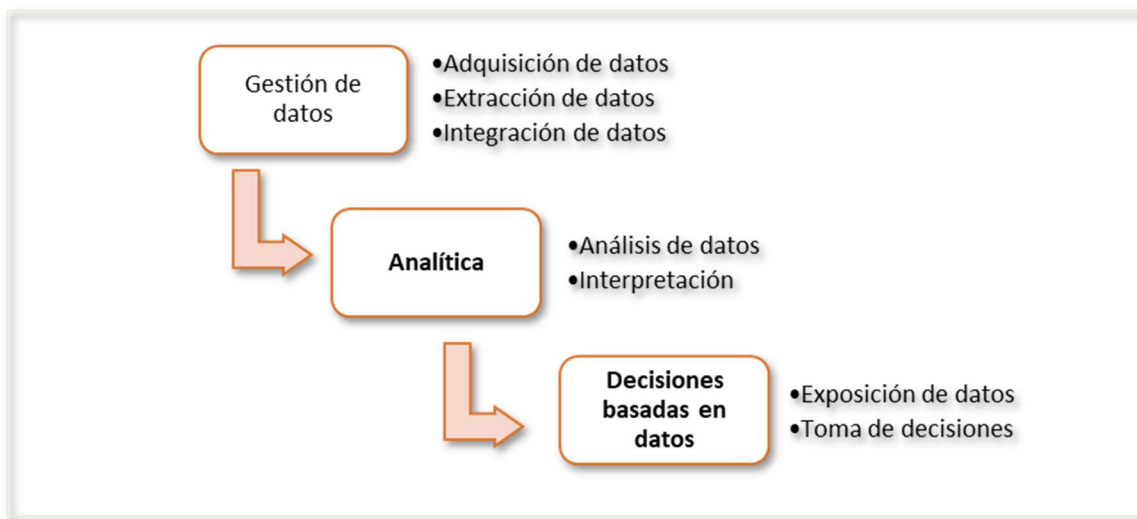 Gestión de
datos
•Adquisición de datos
•Extracción de datos
•Integración de datos
Analítica
•Análisis de datos
•Interpretación
Decisiones
basadas en
datos
•Exposición de datos
•Toma de decisiones